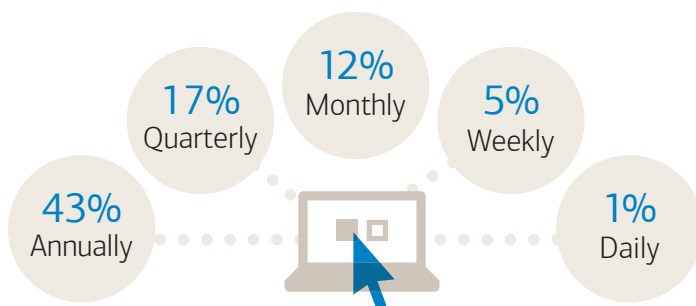 43%
Annually
17%
Quarterly
12%
Monthly
5%
Weekly
1%
Daily